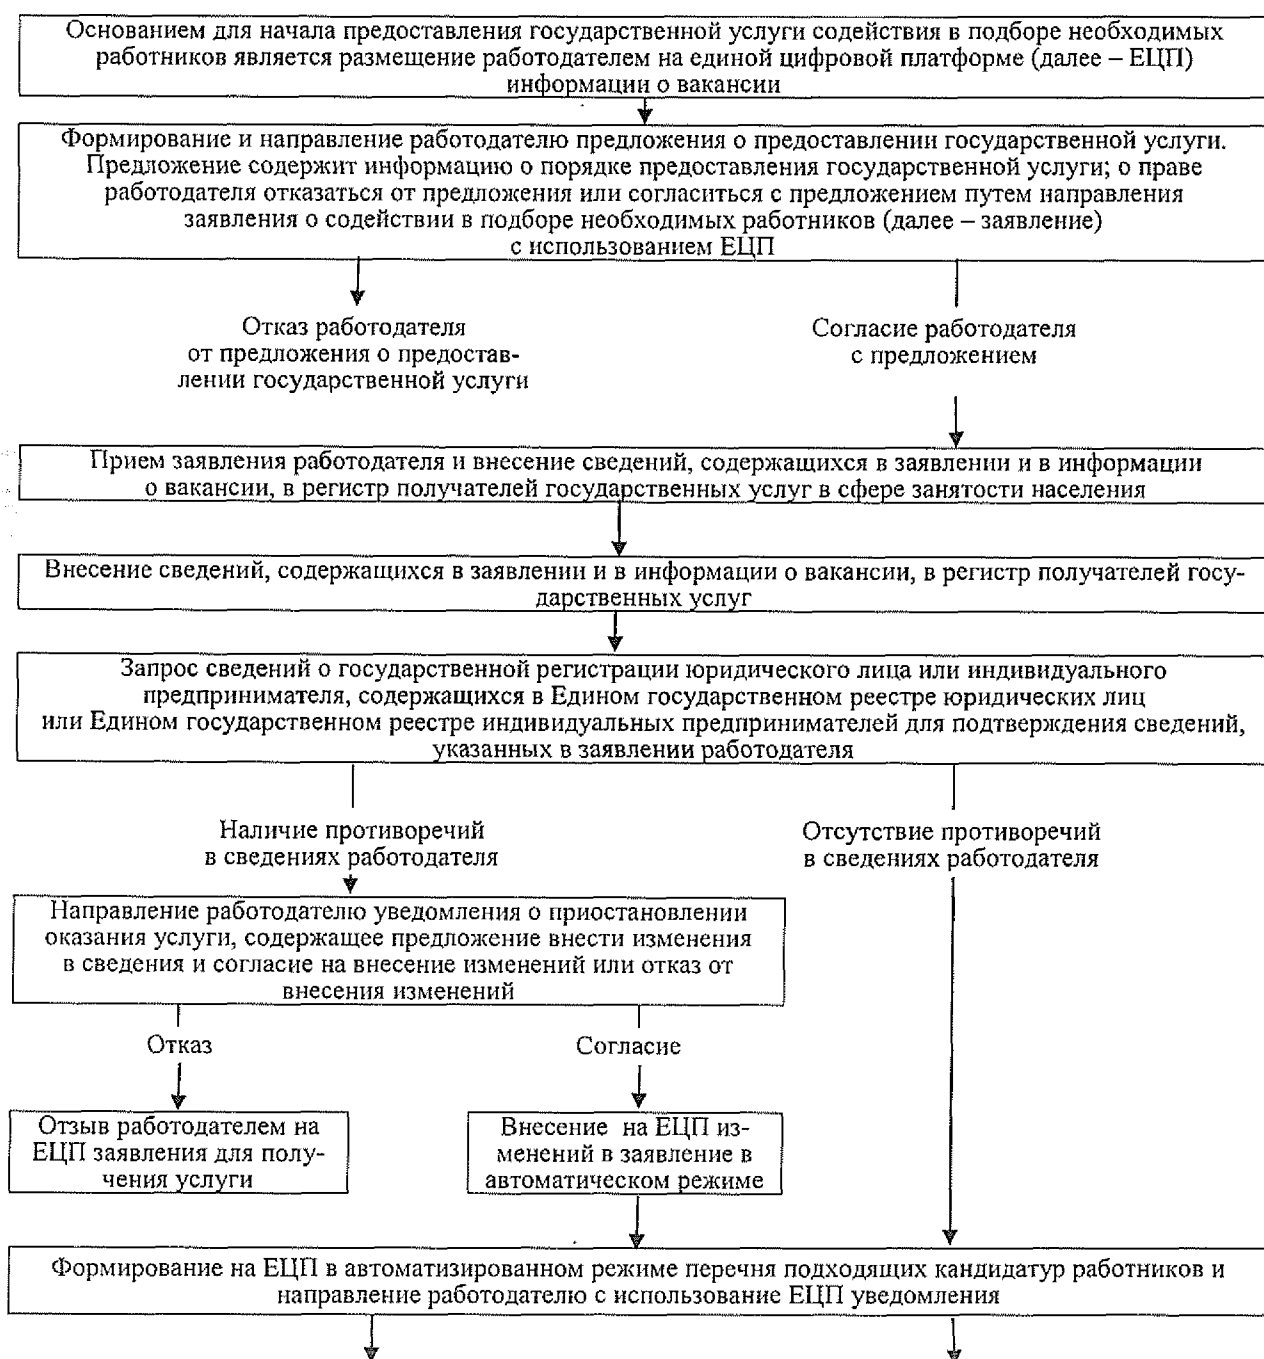 Основанием для начала предоставления государственной услуги содействия в подборе необходимых
работников является размещение работодателем на единой цифровой платформе (далее – ЕЦП)
информации о вакансии
Формирование и направление работодателю предложения о предоставлении государственной услуги.
Предложение содержит информацию о порядке предоставления государственной услуги; о праве
работодателя отказаться от предложения или согласиться с предложением путем направления
заявления о содействии в подборе необходимых работников (далее – заявление)
с использованием ЕЦП
Отказ работодателя
от предложения о предостав-
лении государственной услуги
Согласие работодателя
с предложением
Прием заявления работодателя и внесение сведений, содержащихся в заявлении и в информации
о вакансии, в регистр получателей государственных услуг в сфере занятости населения
Внесение сведений, содержащихся в заявлении и в информации о вакансии, в регистр получателей госу-
дарственных услуг
Запрос сведений о государственной регистрации юридического лица или индивидуального
предпринимателя, содержащихся в Едином государственном реестре юридических лиц
или Едином государственном реестре индивидуальных предпринимателей для подтверждения сведений,
указанных в заявлении работодателя
Наличие противоречий
в сведениях работодателя
Отсутствие противоречий
в сведениях работодателя
Направление работодателю уведомления о приостановлении
оказания услуги, содержащее предложение внести изменения
в сведения и согласие на внесение изменений или отказ от
внесения изменений
Отказ
Согласие
Отзыв работодателем на
ЕЦП заявления для полу-
чения услуги
Внесение на ЕЦП из-
менений в заявление в
автоматическом режиме
Формирование на ЕЦП в автоматизированном режиме перечня подходящих кандидатур работников и
направление работодателю с использование ЕЦП уведомления